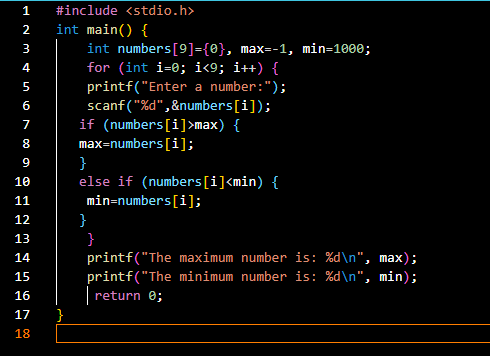 1 #include <stdio.h>
2 int main() {
3 int numbers[9]={0}, max=-1, min=1000;
4 for (int i=0; i<9; i++) {
5 printf("Enter a number:");
6 scanf("%d",&numbers[i]);
7 if (numbers[i]>max) {
8 max=numbers[i];
9 }
10 else if (numbers[i]<min) {
11 min=numbers[i];
12 }
13 }
14 printf("The maximum number is: %d\n", max);
15 printf("The minimum number is: %d\n", min);
16 return 0;
17 }
18